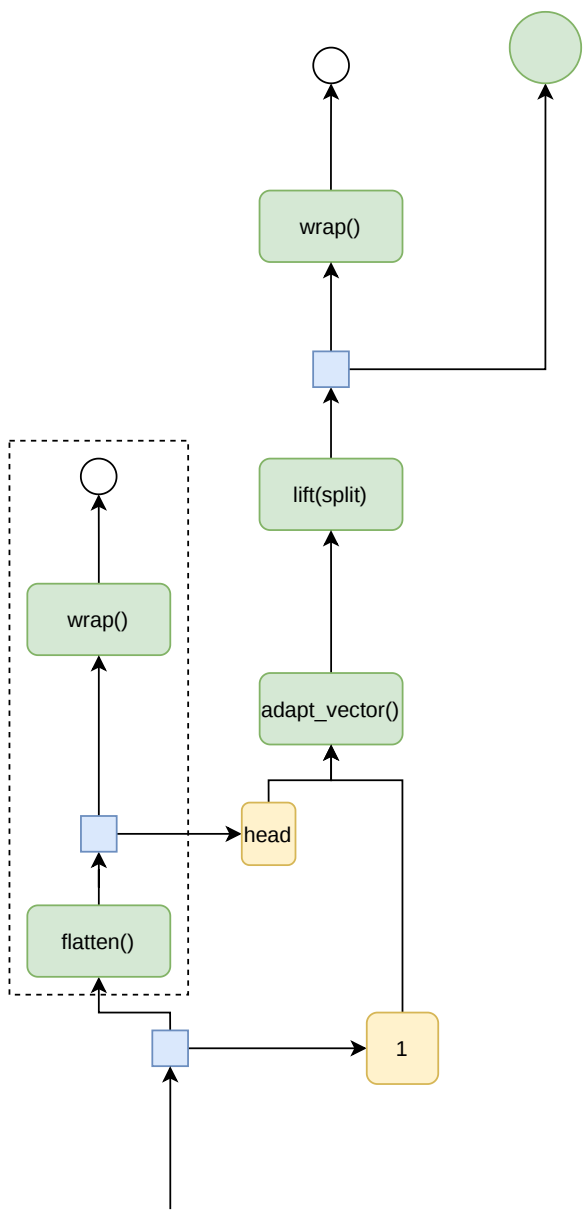 wrap()
lift(split)
wrap()
adapt_vector()
head
flatten()
1